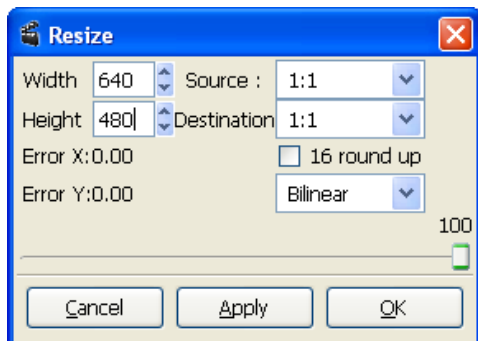 Resize
Width 640 Source : 1:1
Height 480 Destination 1:1
Error X:0.00 16 round up
Error Y:0.00 Bilinear
100
Cancel Apply OK